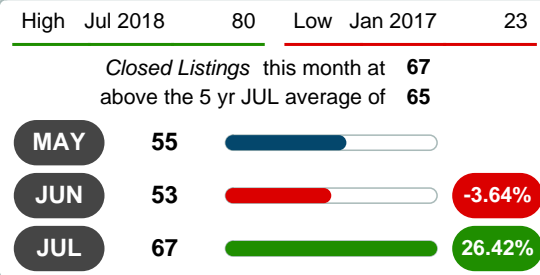 High Jul 2018 80 Low Jan 2017 23
Closed Listings this month at 67
above the 5 yr JUL average of 65
MAY 55
JUN 53 -3.64%
JUL 67 26.42%